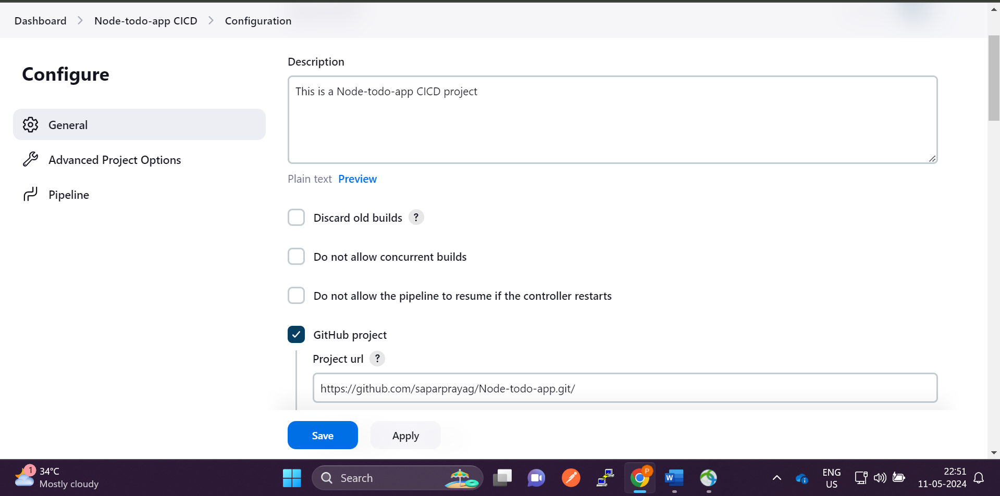 Dashboard > Node-todo-app CICD > Configuration
Configure
General
Advanced Project Options
Pipeline
Description
This is a Node-todo-app CICD project
Plain text Preview
Discard old builds ?
Do not allow concurrent builds
Do not allow the pipeline to resume if the controller restarts
GitHub project
Project url ?
https://github.com/saparprayag/Node-todo-app.git/
Save Apply
1
34°C
Mostly cloudy
Search
P
W
ENG
US
22:51
11-05-2024